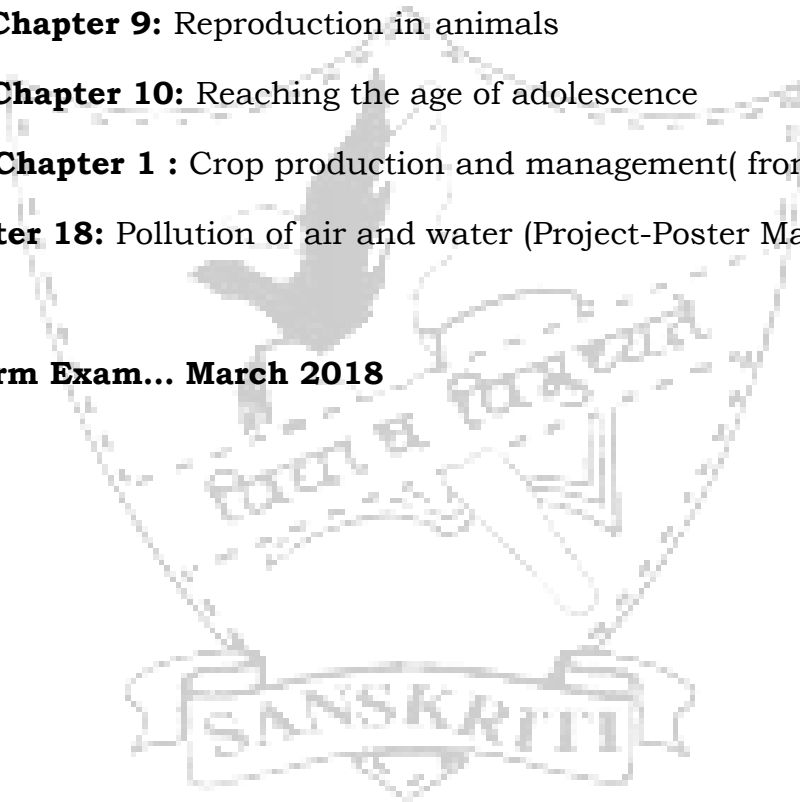 Chapter 9: Reproduction in animals
Chapter 10: Reaching the age of adolescence
Chapter 1 : Crop production and management( from
ter 18: Pollution of air and water (Project-Poster Ma
rm Exam... March 2018
SANSKRITI